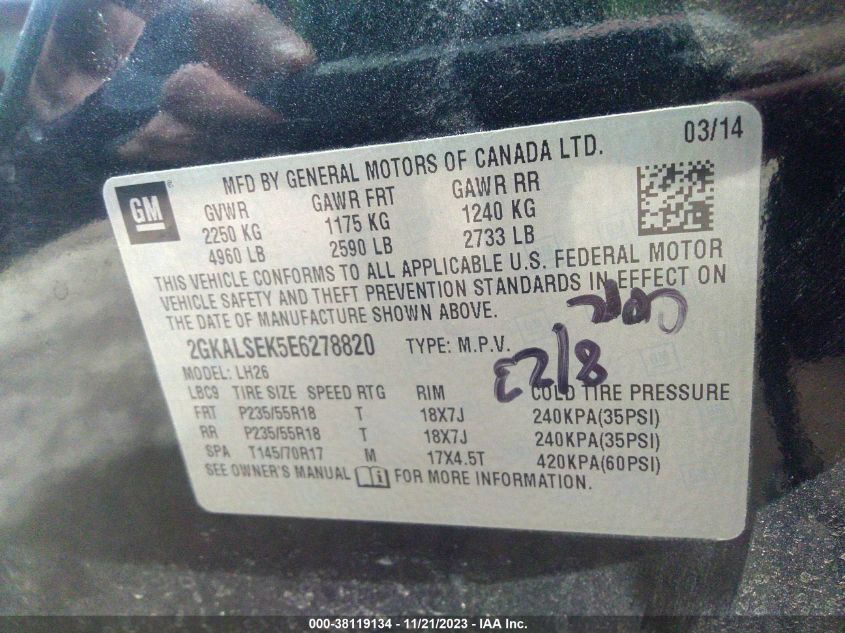 03/14
MFD BY GENERAL MOTORS OF CANADA LTD.
GM ®
GVWR GAWR FRT GAWR RR
2250 KG 1175 KG 1240 KG
4960 LB 2590 LB 2733 LB
THIS VEHICLE CONFORMS TO ALL APPLICABLE U.S. FEDERAL MOTOR
VEHICLE SAFETY AND THEFT PREVENTION STANDARDS IN EFFECT ON
THE DATE OF MANUFACTURE SHOWN ABOVE.
2GKALSEK5E6278820 TYPE: M.P.V.
MODEL: LH26
LBC9 TIRE SIZE SPEED RTG RIM COLD TIRE PRESSURE
FRT P235/55R18 T 18X7J 240KPA(35PSI)
RR P235/55R18 T 18X7J 240KPA(35PSI)
SPA T145/70R17 M 17X4.5T 420KPA(60PSI)
SEE OWNER'S MANUAL FOR MORE INFORMATION.
000-38119134 - 11/21/2023 - IAA Inc.